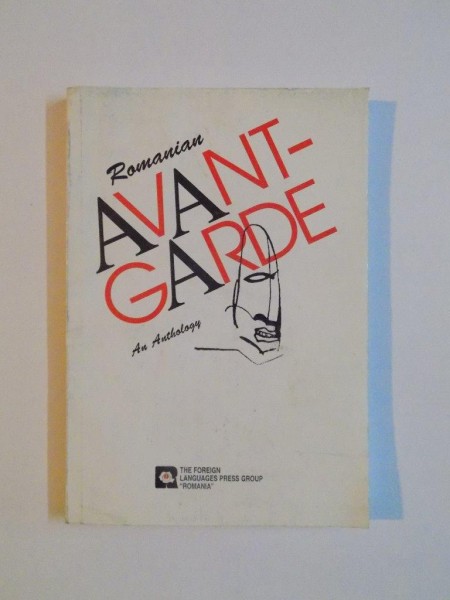 Romanian
AVANT-
GARDE
An Anthology
THE FOREIGN
LANGUAGES PRESS GROUP
"ROMANIA"